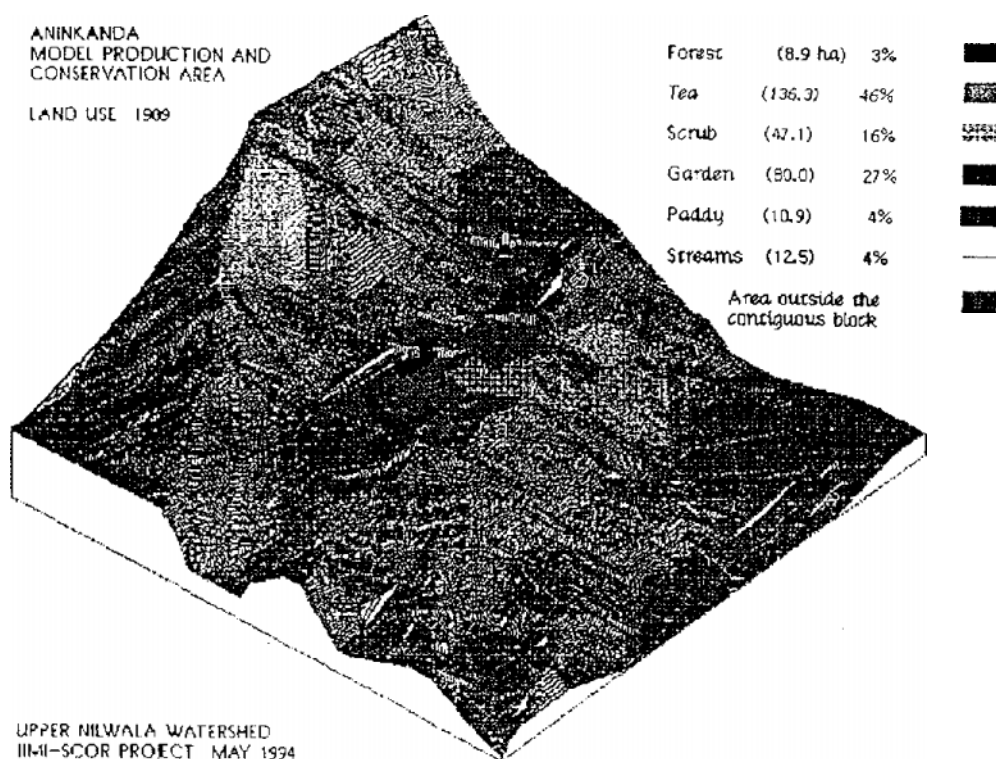 ANINKANDA
MODEL PRODUCTION AND
CONSERVATION AREA
LAND USE 1909
Forest (8.9 ha) 3%
Tea (136.3) 46%
Scrub (47.1) 16%
Garden (80.0) 27%
Paddy (10.9) 4%
Streams (12.5) 4%
Area outside the
contiguous block
UPPER NILWALA WATERSHED
IIMI-SCOR PROJECT MAY 1994